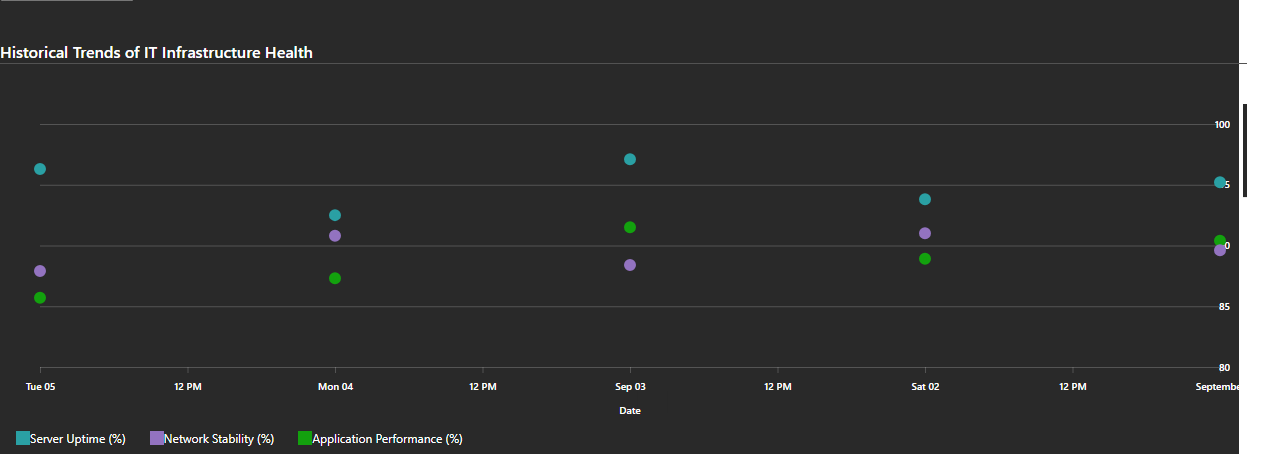 Historical Trends of IT Infrastructure Health
100
5
0
85
80
Tue 05 12 PM Mon 04 12 PM Sep 03 12 PM Sat 02 12 PM Septembe
Date
Server Uptime (%) Network Stability (%) Application Performance (%)